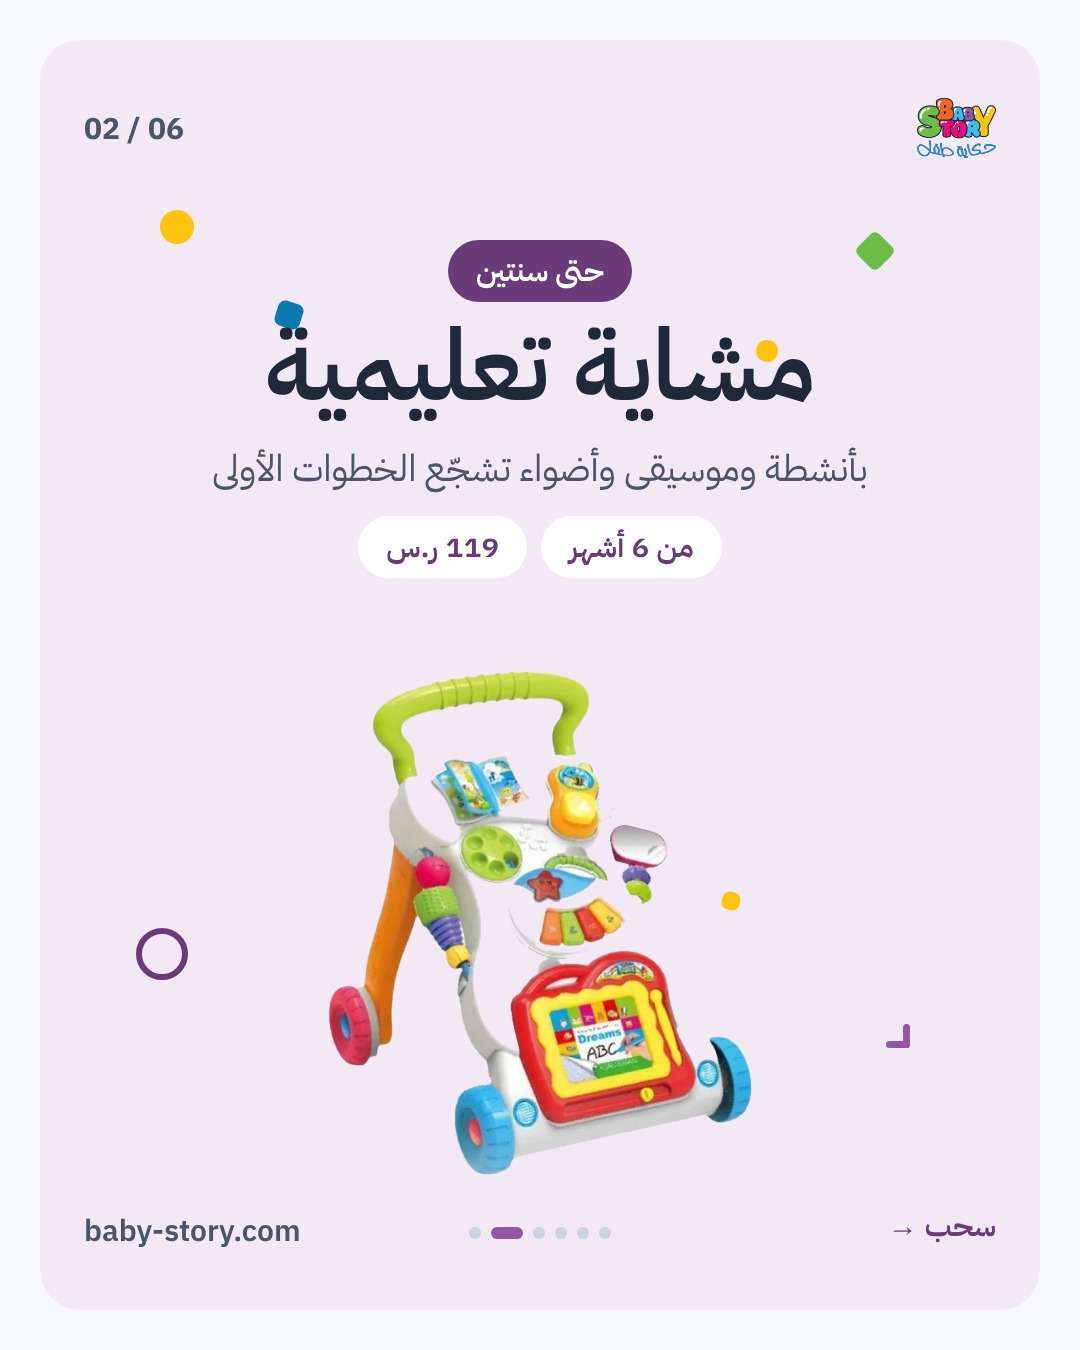 02 / 06
BABY STORY
حكاية طفل
حتى سنتين
مشاية تعليمية
بأنشطة وموسيقى وأضواء تشجّع الخطوات الأولى
من 6 أشهر
119 ر.س
Dreams
ABC
baby-story.com
سحب →